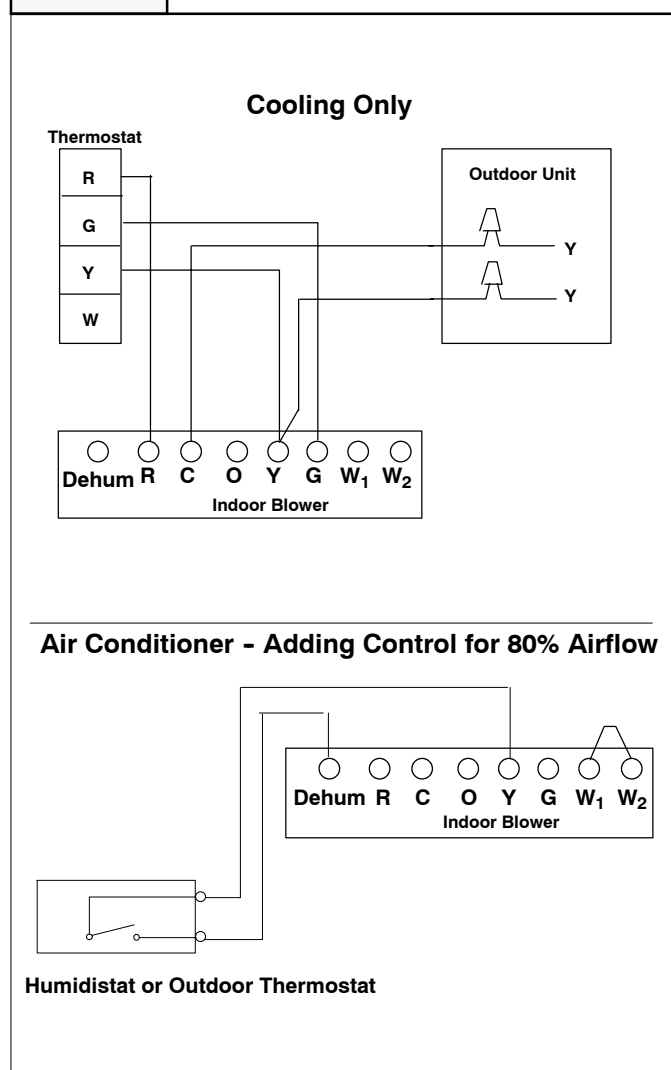 Cooling Only
Thermostat
R
G
Y
W
Outdoor Unit
Y
Y
Dehum R C O Y G W₁ W₂
Indoor Blower
Air Conditioner - Adding Control for 80% Airflow
Dehum R C O Y G W₁ W₂
Indoor Blower
Humidistat or Outdoor Thermostat